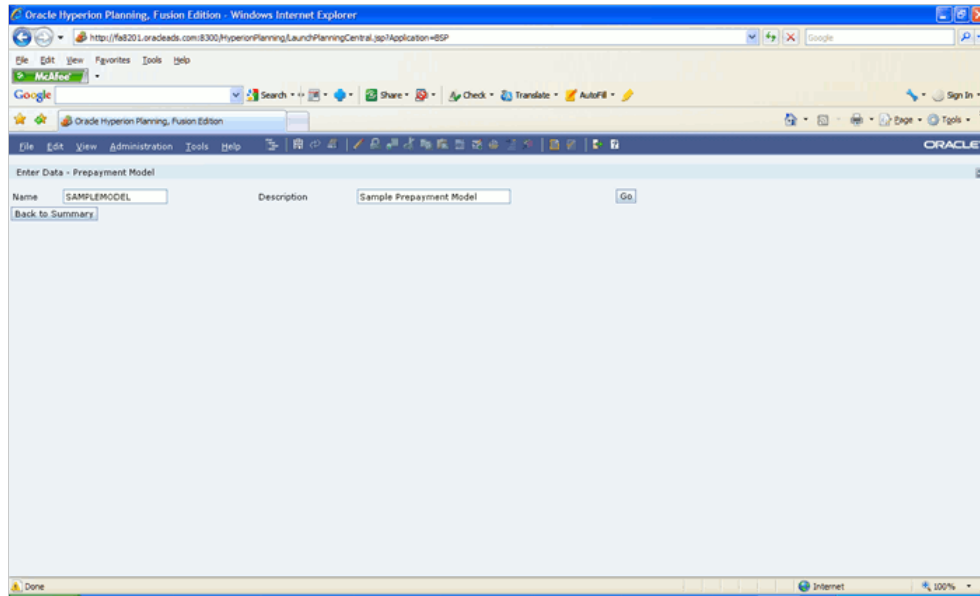 Oracle Hyperion Planning, Fusion Edition - Windows Internet Explorer
http://fa8201.oracleads.com:8300/HyperionPlanning/LaunchPlanningCentral.jsp?Application=BSP
Google
File Edit View Favorites Tools Help
McAfee
Google Search Share Check Translate AutoFill Sign In
Oracle Hyperion Planning, Fusion Edition Page Tools
File Edit View Administration Tools Help ORACLE
Enter Data - Prepayment Model
Name SAMPLEMODEL Description Sample Prepayment Model Go
Back to Summary
Done Internet 100%